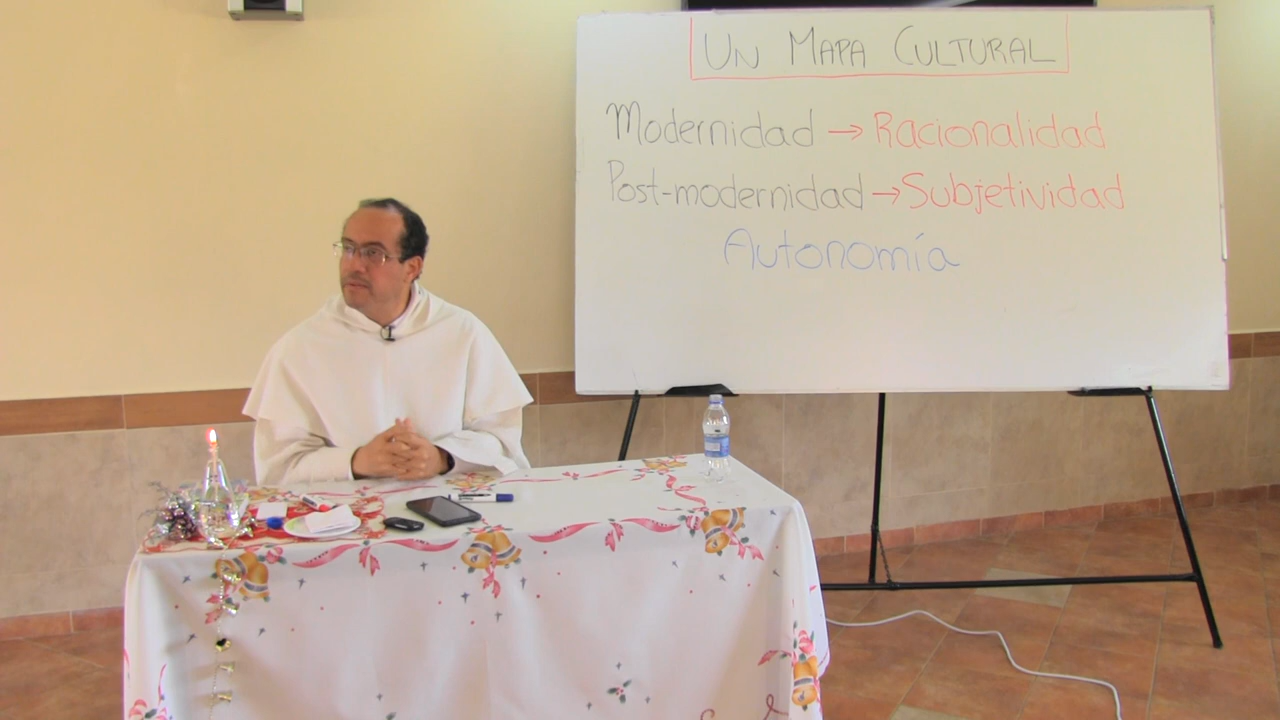 UN MAPA CULTURAL
Modernidad → Racionalidad
Post-modernidad → Subjetividad
Autonomía